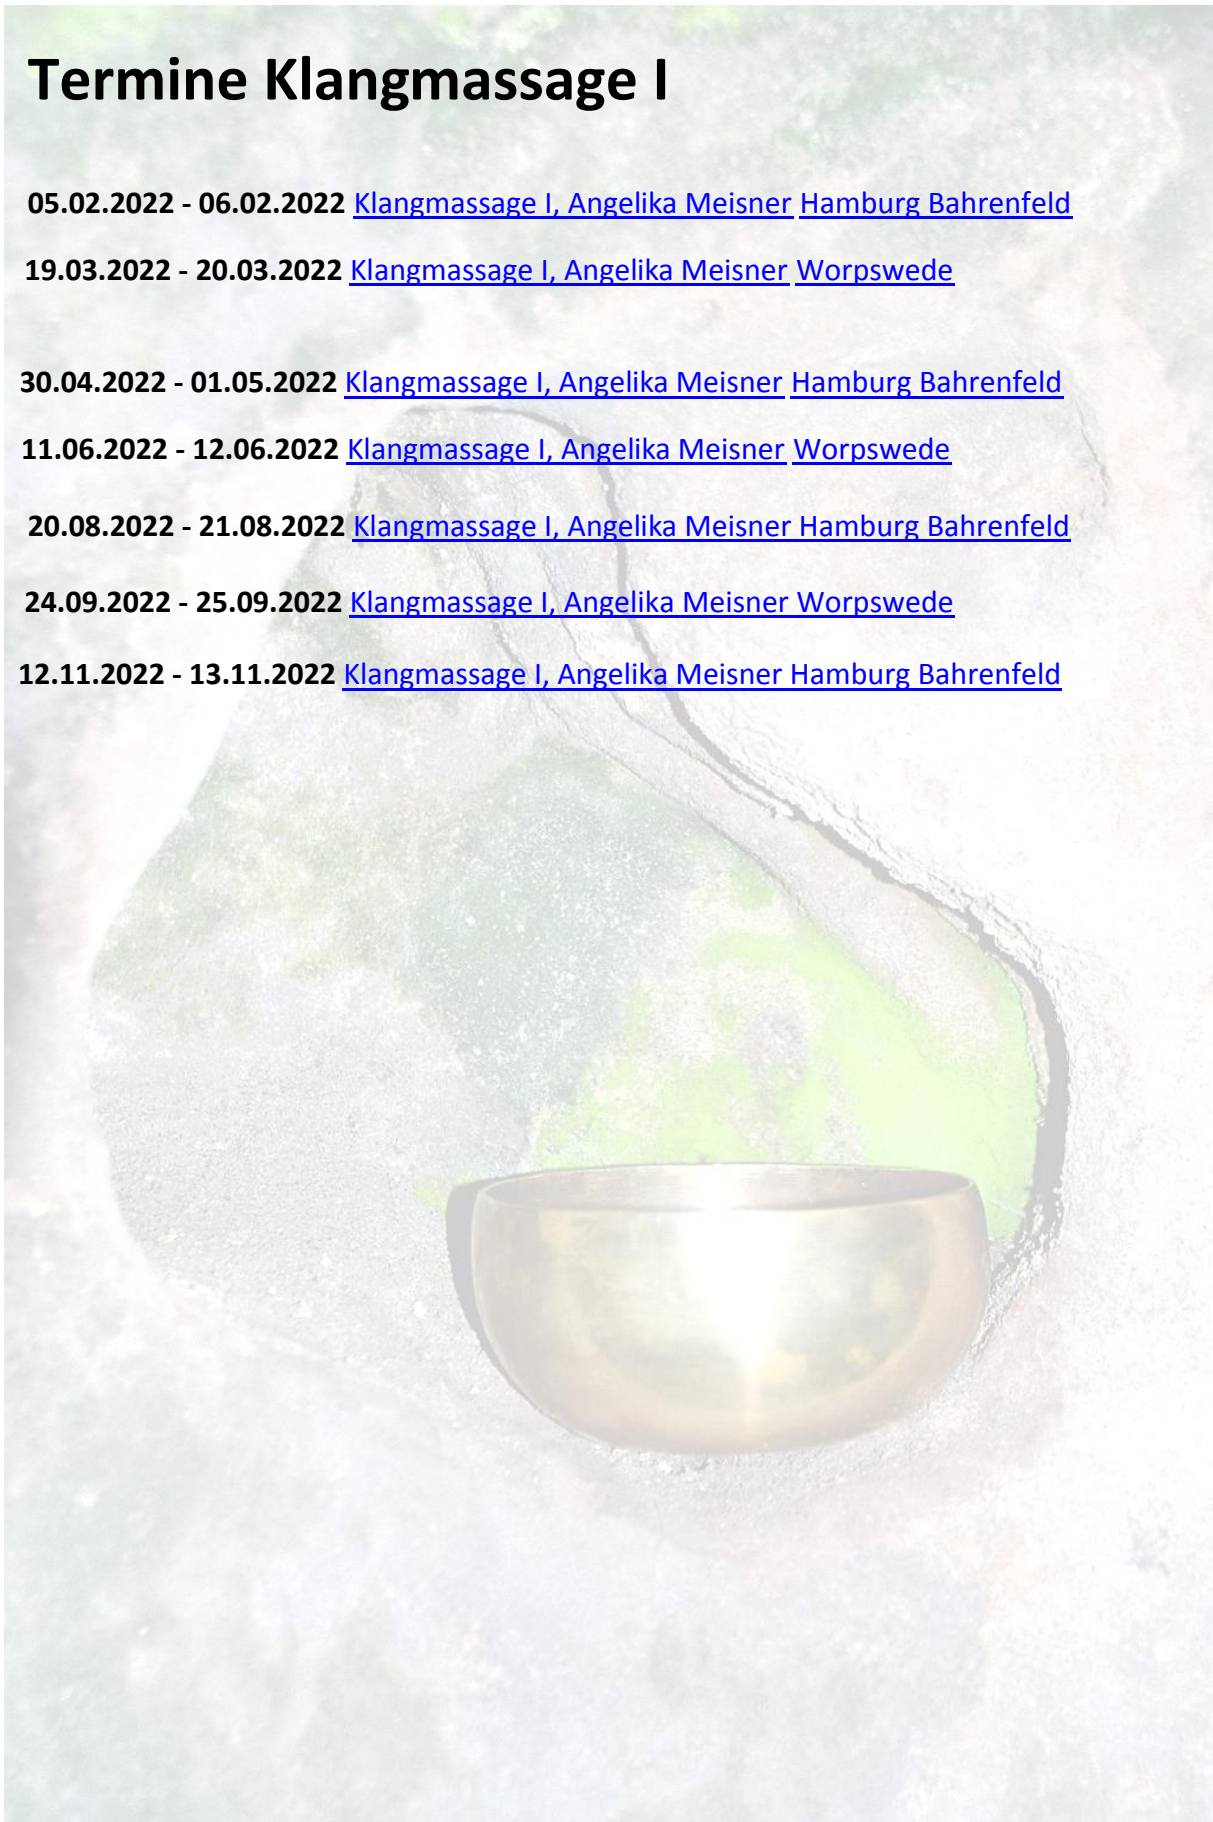 Termine Klangmassage I
05.02.2022 - 06.02.2022 Klangmassage I, Angelika Meisner Hamburg Bahrenfeld
19.03.2022 - 20.03.2022 Klangmassage I, Angelika Meisner Worpswede
30.04.2022 - 01.05.2022 Klangmassage I, Angelika Meisner Hamburg Bahrenfeld
11.06.2022 - 12.06.2022 Klangmassage I, Angelika Meisner Worpswede
20.08.2022 - 21.08.2022 Klangmassage I, Angelika Meisner Hamburg Bahrenfeld
24.09.2022 - 25.09.2022 Klangmassage I, Angelika Meisner Worpswede
12.11.2022 - 13.11.2022 Klangmassage I, Angelika Meisner Hamburg Bahrenfeld